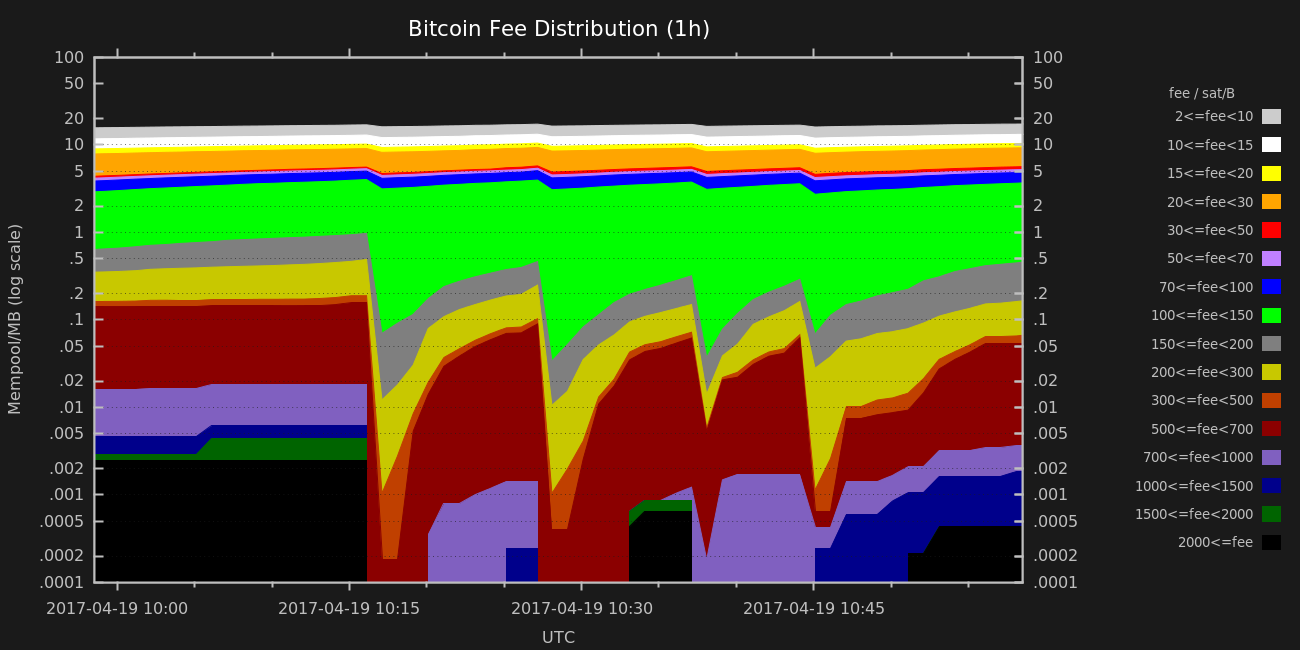 Bitcoin Fee Distribution (1h)
100
50
20
10
5
2
1
.5
.2
.1
.05
.02
.01
.005
.002
.001
.0005
.0002
.0001
Mempool/MB (log scale)
100
50
20
10
5
2
1
.5
.2
.1
.05
.02
.01
.005
.002
.001
.0005
.0002
.0001
2017-04-19 10:00
2017-04-19 10:15
2017-04-19 10:30
2017-04-19 10:45
UTC
fee / sat/B
2<=fee<10
10<=fee<15
15<=fee<20
20<=fee<30
30<=fee<50
50<=fee<70
70<=fee<100
100<=fee<150
150<=fee<200
200<=fee<300
300<=fee<500
500<=fee<700
700<=fee<1000
1000<=fee<1500
1500<=fee<2000
2000<=fee